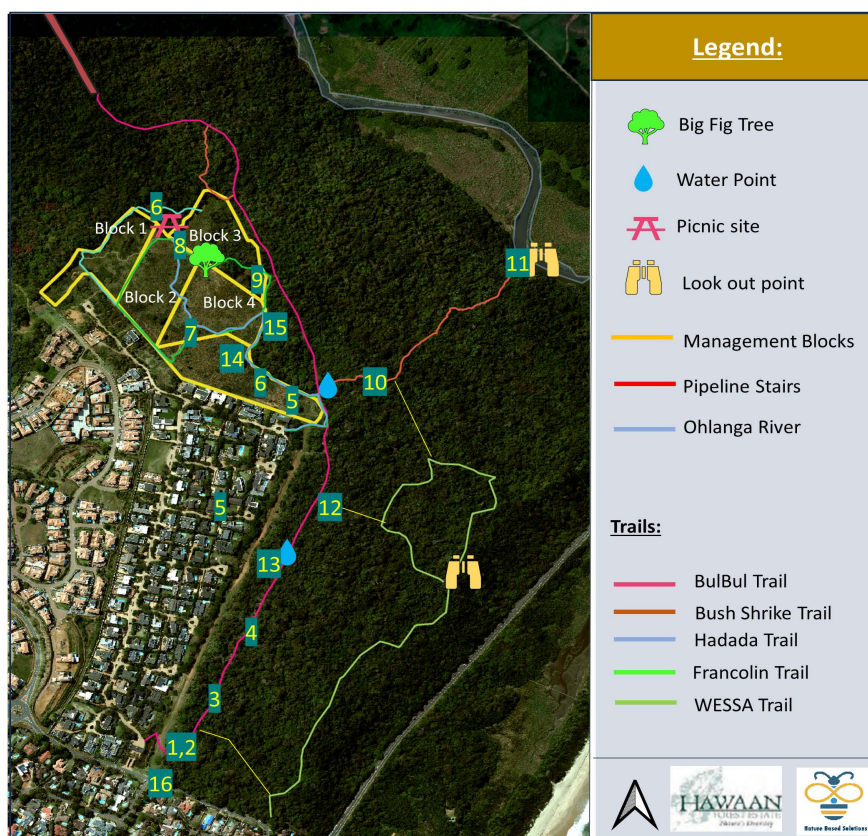 6
Block 1
Block 3
8
11
9
Block 2
Block 4
15
7
14
6
10
5
5
12
13
4
3
1,2
16
Legend:
Big Fig Tree
Water Point
Picnic site
Look out point
Management Blocks
Pipeline Stairs
Ohlanga River
Trails:
BulBul Trail
Bush Shrike Trail
Hadada Trail
Francolin Trail
WESSA Trail
HAWAAN
FOREST ESTATE
Nature's Diversity
Nature Based Solutions